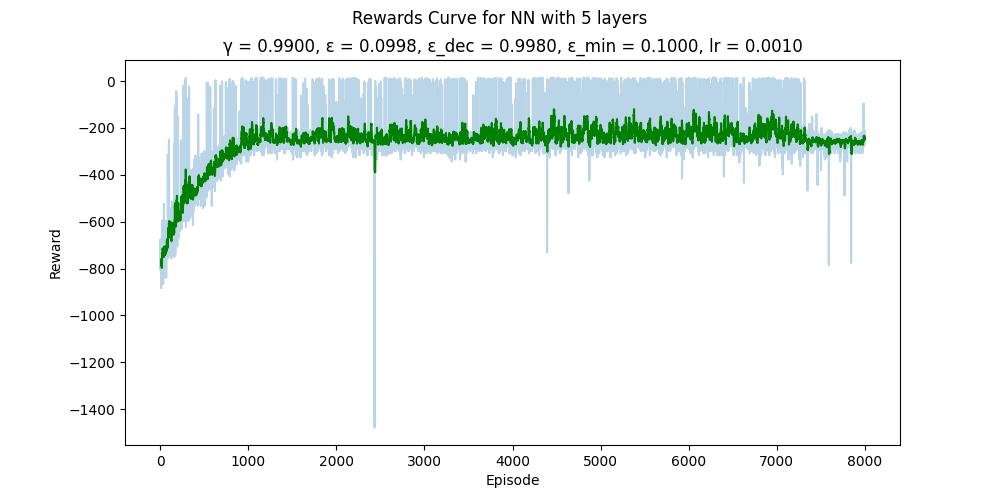 Rewards Curve for NN with 5 layers
γ = 0.9900, ε = 0.0998, ε_dec = 0.9980, ε_min = 0.1000, lr = 0.0010
0
−200
−400
−600
−800
−1000
−1200
−1400
Reward
0 1000 2000 3000 4000 5000 6000 7000 8000
Episode